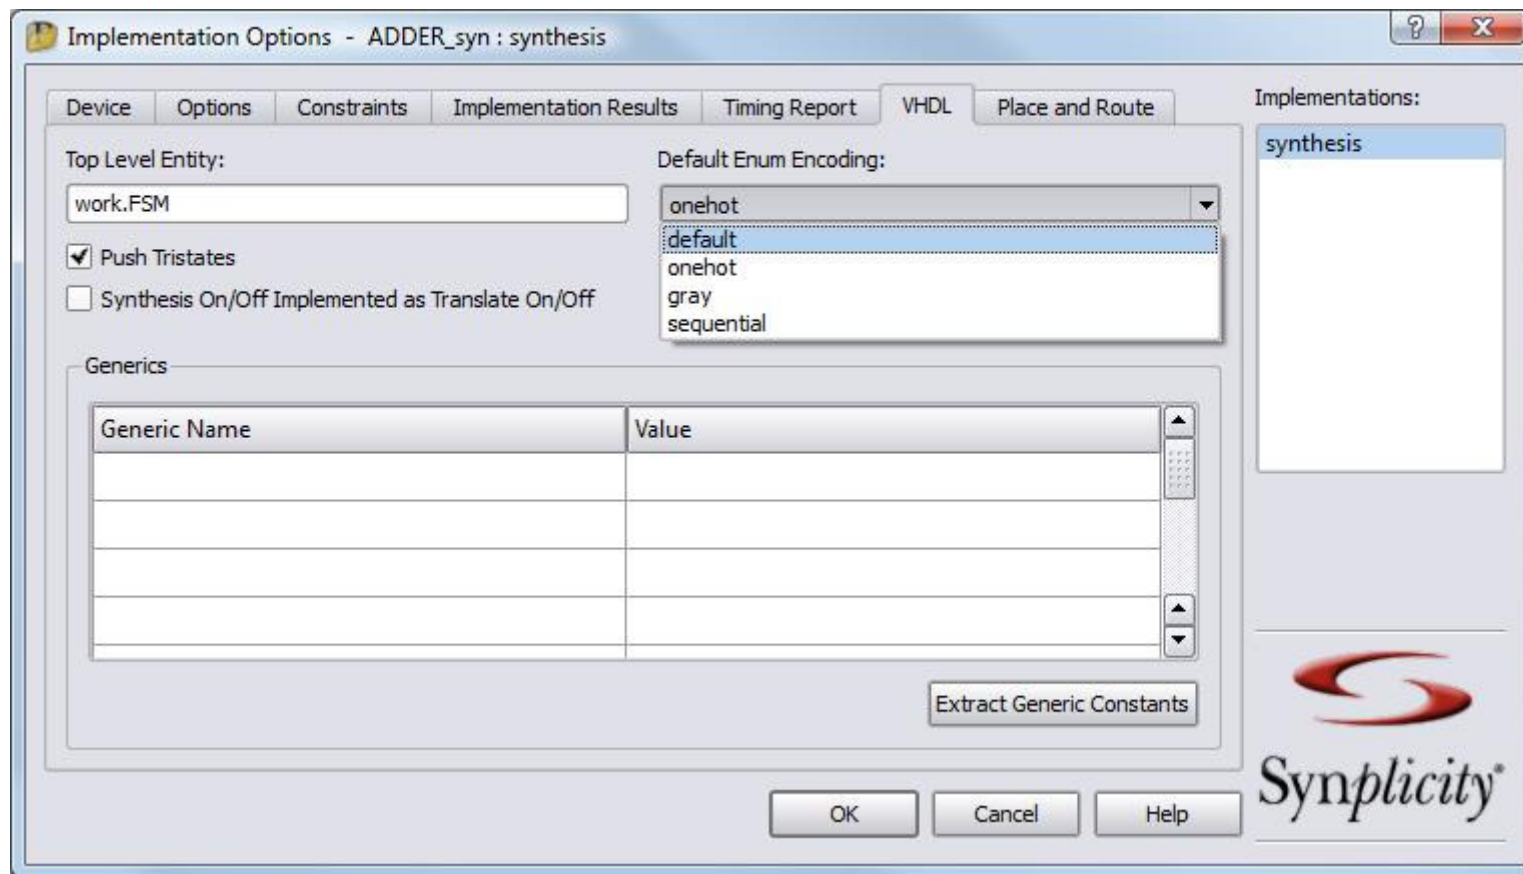 Implementation Options - ADDER_syn : synthesis
Device Options Constraints Implementation Results Timing Report VHDL Place and Route
Implementations:
synthesis
Top Level Entity:
work.FSM
Default Enum Encoding:
onehot
default
onehot
gray
sequential
Push Tristates
Synthesis On/Off Implemented as Translate On/Off
Generics
Generic Name Value
Extract Generic Constants
Synplicity®
OK Cancel Help